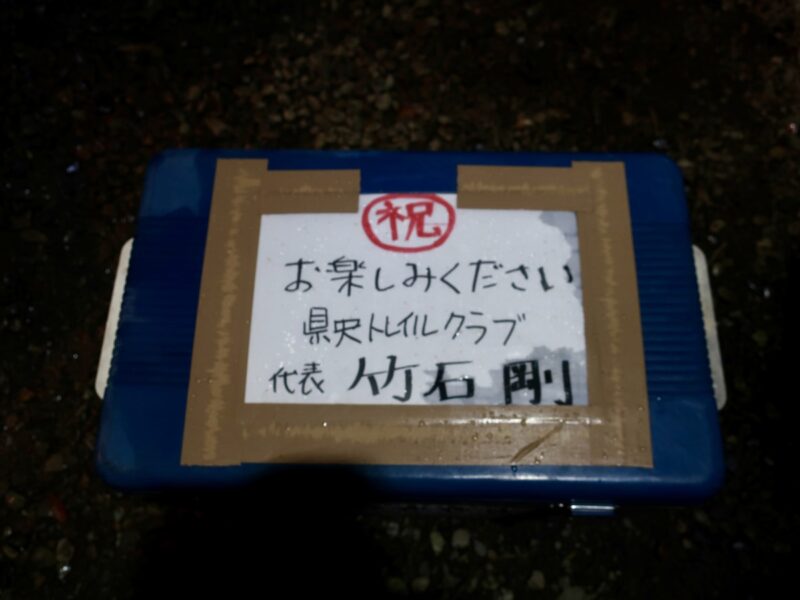 祝
お楽しみください
県央トレイルクラブ
代表 竹石 剛